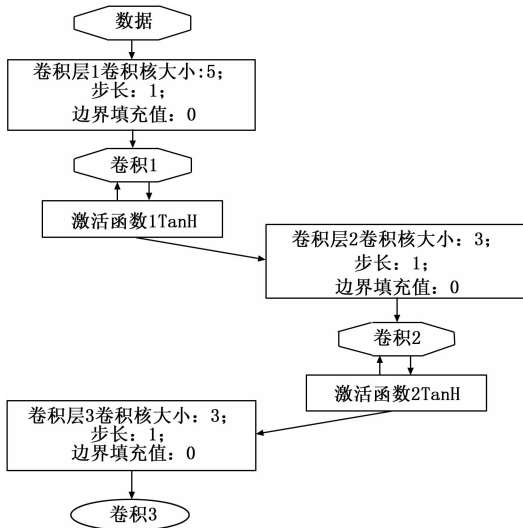 数据
卷积层1卷积核大小:5;
步长：1;
边界填充值：0
卷积1
激活函数1TanH
卷积层2卷积核大小：3;
步长：1;
边界填充值：0
卷积2
激活函数2TanH
卷积层3卷积核大小：3;
步长：1;
边界填充值：0
卷积3